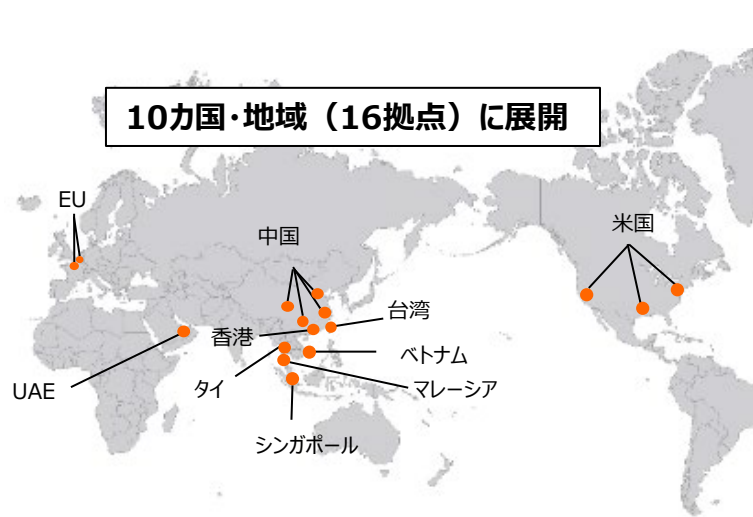 10カ国･地域（16拠点）に展開
EU
米国
中国
台湾
香港
ベトナム
UAE
タイ
マレーシア
シンガポール